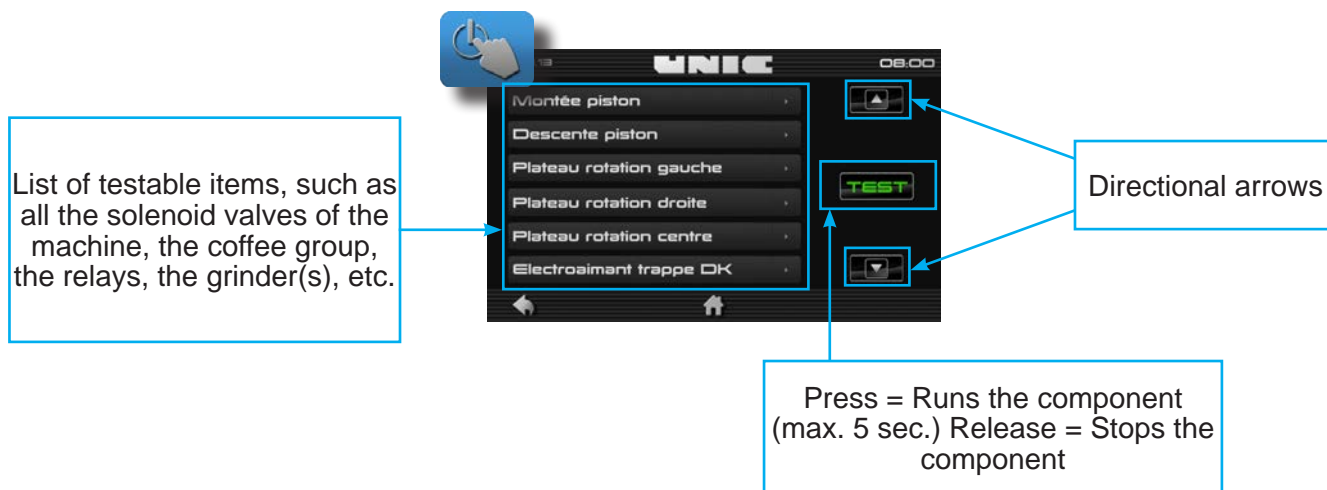 UNIC
08:00
Montée piston
Descente piston
Plateau rotation gauche
Plateau rotation droite
Plateau rotation centre
Electroaimant trappe DK
TEST
List of testable items, such as
all the solenoid valves of the
machine, the coffee group,
the relays, the grinder(s), etc.
Directional arrows
Press = Runs the component
(max. 5 sec.) Release = Stops the
component